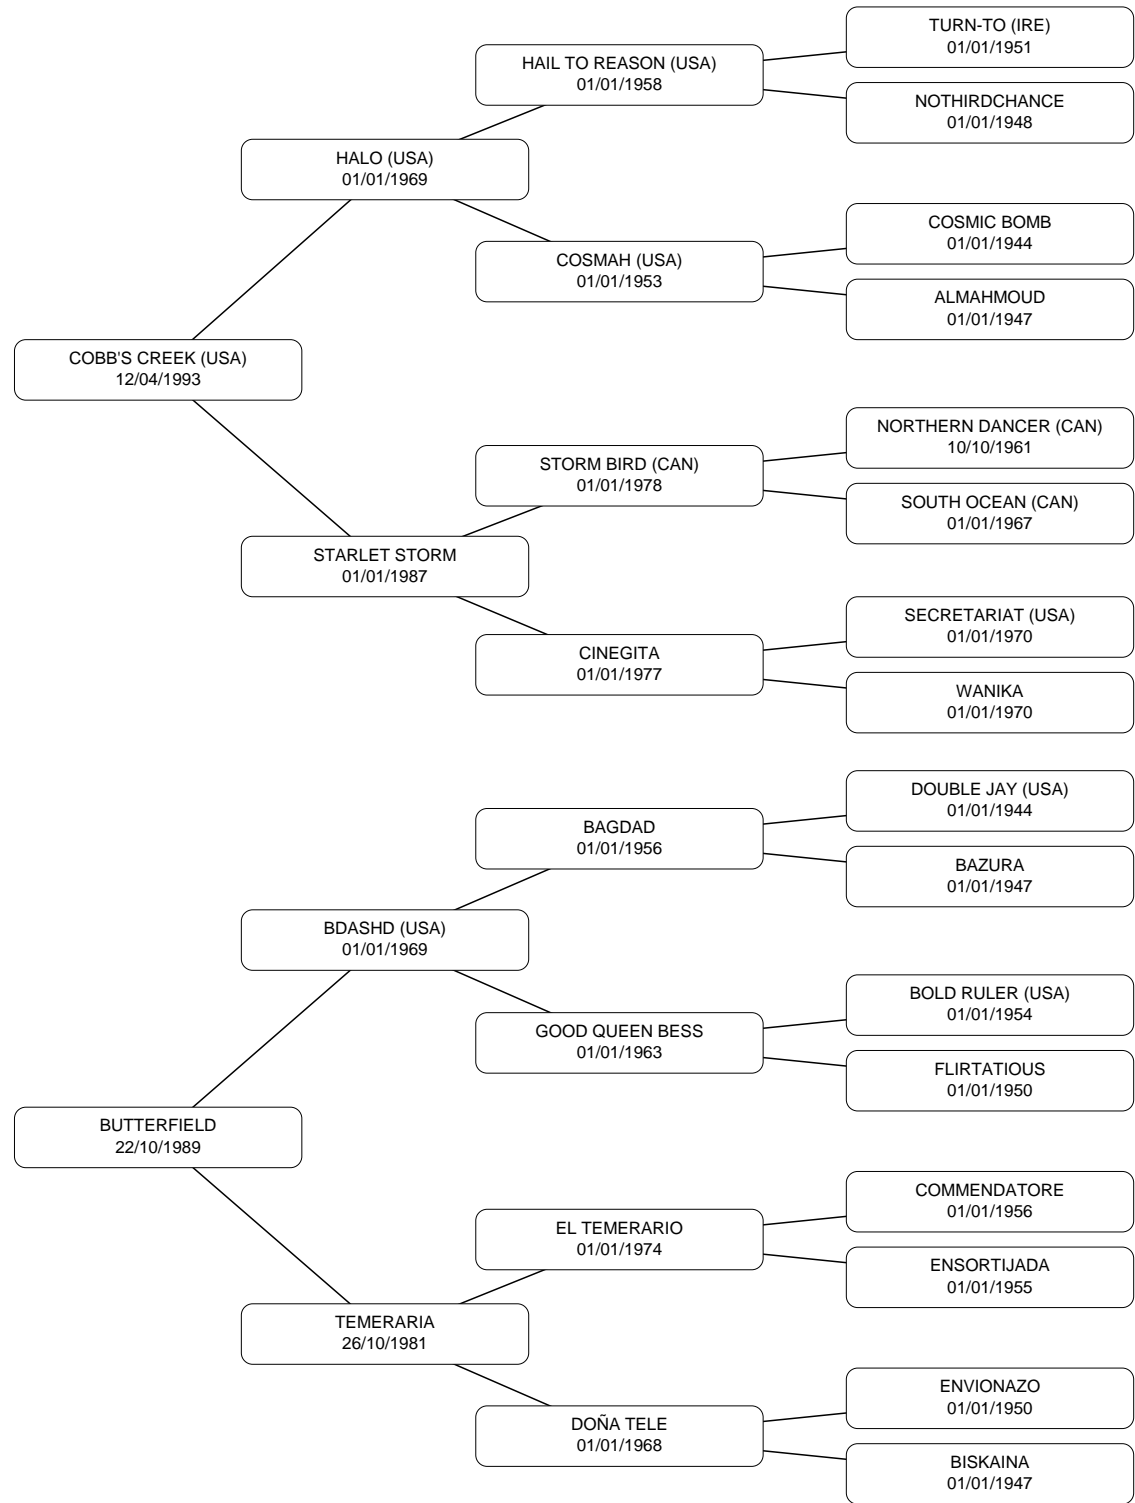 TURN-TO (IRE)
01/01/1951
HAIL TO REASON (USA)
01/01/1958
NOTHIRDCHANCE
01/01/1948
HALO (USA)
01/01/1969
COSMIC BOMB
01/01/1944
COSMAH (USA)
01/01/1953
ALMAHMOUD
01/01/1947
COBB'S CREEK (USA)
12/04/1993
NORTHERN DANCER (CAN)
10/10/1961
STORM BIRD (CAN)
01/01/1978
SOUTH OCEAN (CAN)
01/01/1967
STARLET STORM
01/01/1987
SECRETARIAT (USA)
01/01/1970
CINEGITA
01/01/1977
WANIKA
01/01/1970
DOUBLE JAY (USA)
01/01/1944
BAGDAD
01/01/1956
BAZURA
01/01/1947
BDASHD (USA)
01/01/1969
BOLD RULER (USA)
01/01/1954
GOOD QUEEN BESS
01/01/1963
FLIRTATIOUS
01/01/1950
BUTTERFIELD
22/10/1989
COMMENDATORE
01/01/1956
EL TEMERARIO
01/01/1974
ENSORTIJADA
01/01/1955
TEMERARIA
26/10/1981
ENVIONAZO
01/01/1950
DOÑA TELE
01/01/1968
BISKAINA
01/01/1947